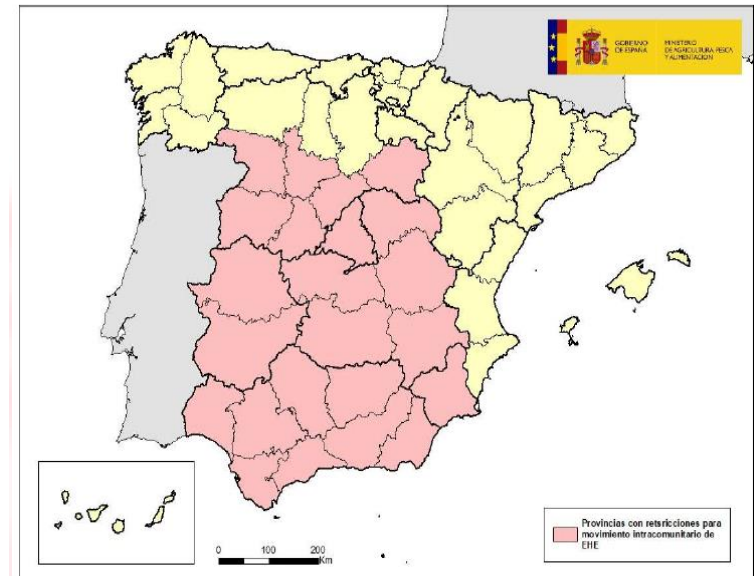 GOBIERNO
DE ESPAÑA
MINISTERIO
DE AGRICULTURA, PESCA
Y ALIMENTACIÓN
Provincias con retsricciones para
movimiento intracomunitario de
EHE
0 100 200
Km